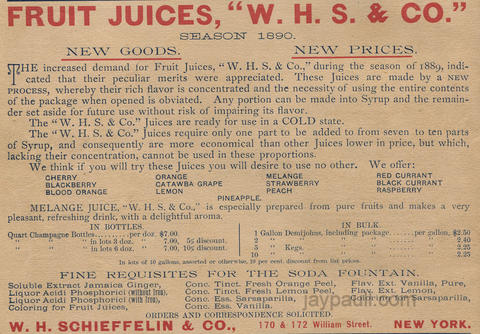 FRUIT JUICES, "W. H. S. & CO."
SEASON 1890.
NEW GOODS. NEW PRICES.
THE increased demand for Fruit Juices, "W. H. S. & Co.," during the season of 1889, indi-
cated that their peculiar merits were appreciated. These Juices are made by a NEW
PROCESS, whereby their rich flavor is concentrated and the necessity of using the entire contents
of the package when opened is obviated. Any portion can be made into Syrup and the remain-
der set aside for future use without risk of impairing its flavor.
The "W. H. S. & Co." Juices are ready for use in a COLD state.
The "W. H. S. & Co." Juices require only one part to be added to from seven to ten parts
of Syrup, and consequently are more economical than other Juices lower in price, but which,
lacking their concentration, cannot be used in these proportions.
We think if you will try these Juices you will desire to use no other. We offer:
CHERRY ORANGE MELANGE RED CURRANT
BLACKBERRY CATAWBA GRAPE STRAWBERRY BLACK CURRANT
BLOOD ORANGE LEMON PEACH RASPBERRY
PINEAPPLE.
MELANGE JUICE, "W. H. S. & Co.," is especially prepared from pure fruits and makes a very
pleasant, refreshing drink, with a delightful aroma.
IN BOTTLES. IN BULK.
Quart Champagne Bottles........per doz. $7.00. 1 Gallon Demijohns, including package......per gallon, $2.50
" " " in lots 3 doz. " 7.00, 5% discount. 2 " " " " " 2.40
" " " in lots 6 doz. " 7.00, 10% discount. 5 " Kegs, " " " 2.25
10 " " " " " 2.25
In lots of 10 gallons, assorted or otherwise, 10 per cent. discount from list prices.
FINE REQUISITES FOR THE SODA FOUNTAIN.
Soluble Extract Jamaica Ginger, Conc. Tinct. Fresh Orange Peel, Flav. Ext. Vanilla, Pure,
Liquor Acidi Phosphorici (without Iron), Conc. Tinct. Fresh Lemon Peel, Flav. Ext. Lemon,
Liquor Acidi Phosphorici (with Iron), Conc. Ess. Sarsaparilla, Coloring for Sarsaparilla,
Coloring for Fruit Juices, Conc. Ess. Vanilla.
ORDERS AND CORRESPONDENCE SOLICITED.
jaypaull.com
W. H. SCHIEFFELIN & CO., 170 & 172 William Street, NEW YORK.